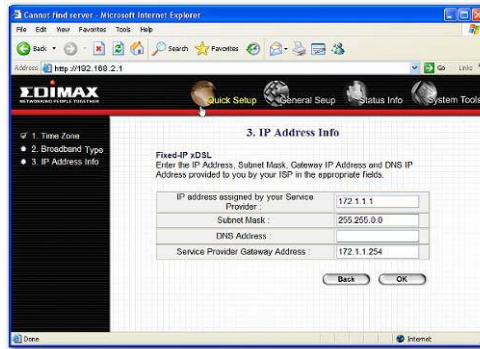 Cannot find server - Microsoft Internet Explorer
File Edit View Favorites Tools Help
Back Search Favorites
Address http://192.168.2.1 Go Links
EDIMAX
NETWORKING PEOPLE TOGETHER
Quick Setup General Seup Status Info System Tools
1. Time Zone
2. Broadband Type
3. IP Address Info
3. IP Address Info
Fixed-IP xDSL
Enter the IP Address, Subnet Mask, Gateway IP Address and DNS IP
Address provided to you by your ISP in the appropriate fields.
IP address assigned by your Service
Provider : 172.1.1.1
Subnet Mask : 255.255.0.0
DNS Address :
Service Provider Gateway Address : 172.1.1.254
Back OK
Done Internet